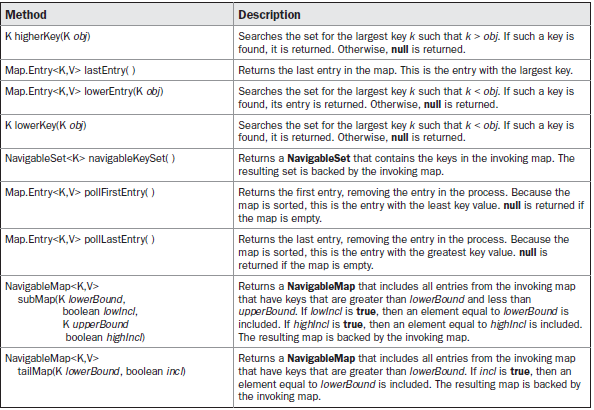 Method Description
K higherKey(K obj) Searches the set for the largest key k such that k > obj. If such a key is
found, it is returned. Otherwise, null is returned.
Map.Entry<K,V> lastEntry( ) Returns the last entry in the map. This is the entry with the largest key.
Map.Entry<K,V> lowerEntry(K obj) Searches the set for the largest key k such that k < obj. If such a key is
found, its entry is returned. Otherwise, null is returned.
K lowerKey(K obj) Searches the set for the largest key k such that k < obj. If such a key is
found, it is returned. Otherwise, null is returned.
NavigableSet<K> navigableKeySet( ) Returns a NavigableSet that contains the keys in the invoking map. The
resulting set is backed by the invoking map.
Map.Entry<K,V> pollFirstEntry( ) Returns the first entry, removing the entry in the process. Because the
map is sorted, this is the entry with the least key value. null is returned if
the map is empty.
Map.Entry<K,V> pollLastEntry( ) Returns the last entry, removing the entry in the process. Because the
map is sorted, this is the entry with the greatest key value. null is
returned if the map is empty.
NavigableMap<K,V> Returns a NavigableMap that includes all entries from the invoking map
subMap(K lowerBound, that have keys that are greater than lowerBound and less than
boolean lowIncl, upperBound. If lowIncl is true, then an element equal to lowerBound is
K upperBound included. If highIncl is true, then an element equal to highIncl is included.
boolean highIncl) The resulting map is backed by the invoking map.
NavigableMap<K,V> Returns a NavigableMap that includes all entries from the invoking map
tailMap(K lowerBound, boolean incl) that have keys that are greater than lowerBound. If incl is true, then an
element equal to lowerBound is included. The resulting map is backed by
the invoking map.